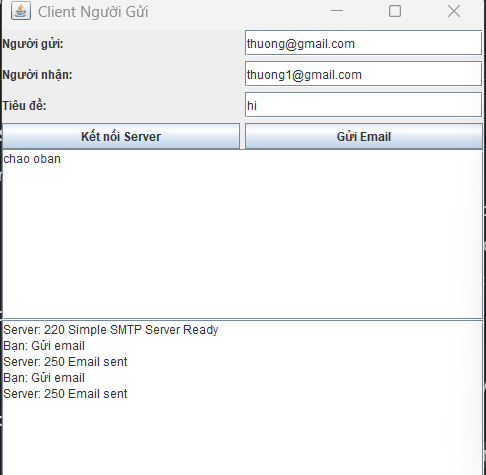 Client Người Gửi
Người gửi: thuong@gmail.com
Người nhận: thuong1@gmail.com
Tiêu đề: hi
Kết nối Server Gửi Email
chao oban
Server: 220 Simple SMTP Server Ready
Bạn: Gửi email
Server: 250 Email sent
Bạn: Gửi email
Server: 250 Email sent